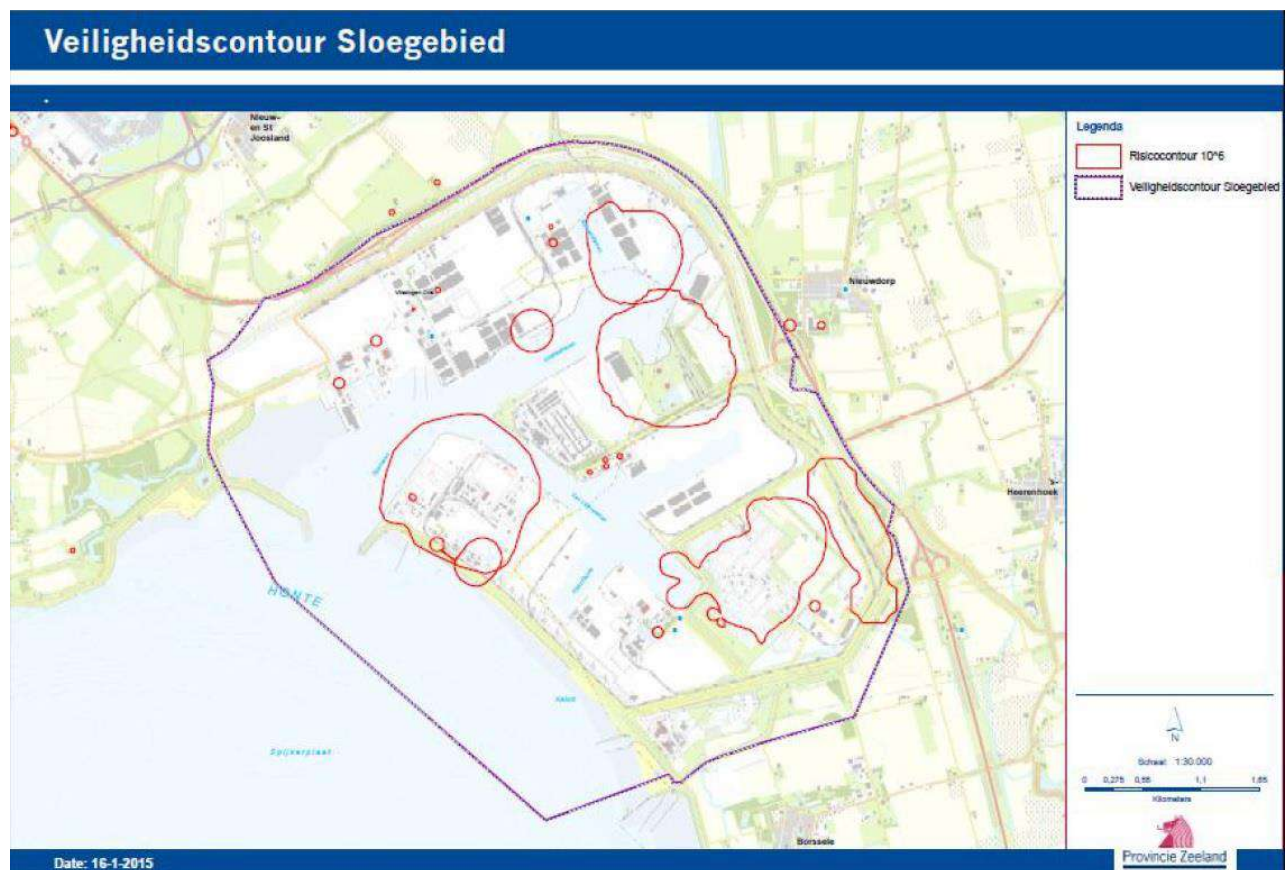 Veiligheidscontour Sloegebied
Nieuw-
en St
Joosland
Nieuwdorp
's-
Heerenhoek
HONTE
Spijkerplaat
Borssele
Legenda
Risicocontour 10^6
Veiligheidscontour Sloegebied
N
Schaal: 1:30.000
0 0,275 0,55 1,1 1,65
Kilometers
Provincie Zeeland
Date: 16-1-2015